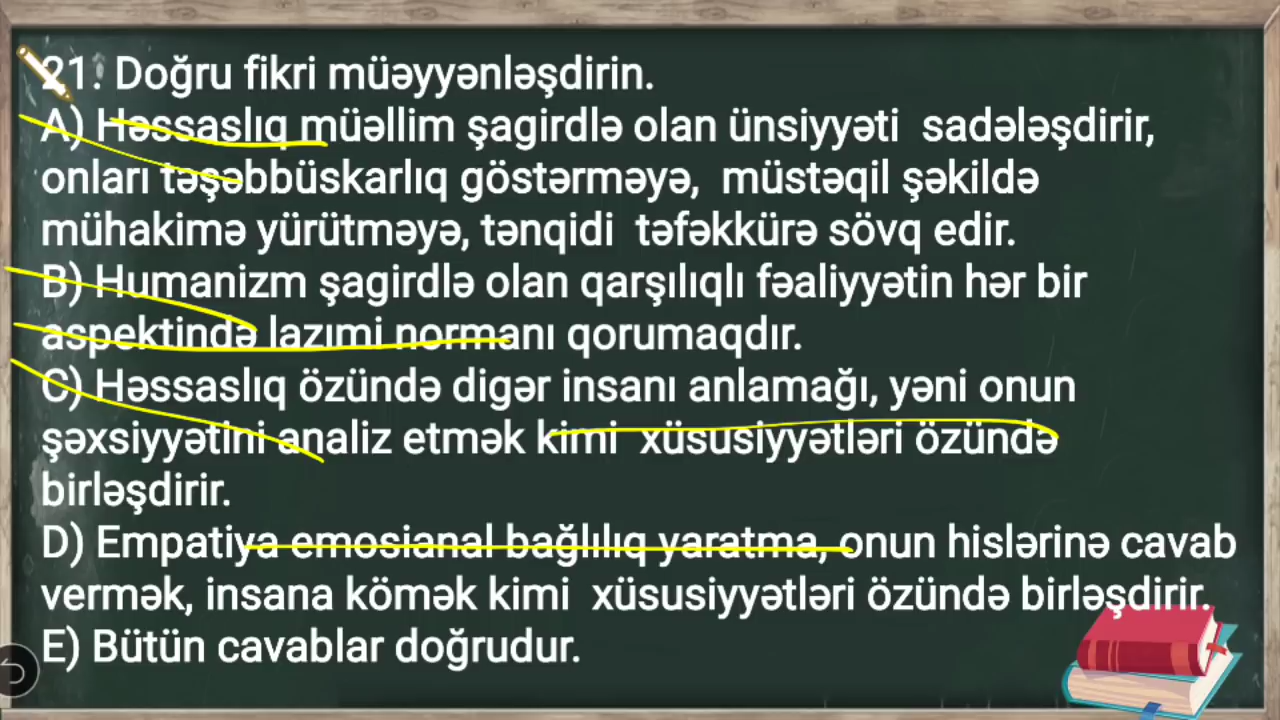 21. Doğru fikri müəyyənləşdirin.
A) Həssaslıq müəllim şagirdlə olan ünsiyyəti sadələşdirir,
onları təşəbbüskarlıq göstərməyə, müstəqil şəkildə
mühakimə yürütməyə, tənqidi təfəkkürə sövq edir.
B) Humanizm şagirdlə olan qarşılıqlı fəaliyyətin hər bir
aspektində lazımi normanı qorumaqdır.
C) Həssaslıq özündə digər insanı anlamağı, yəni onun
şəxsiyyətini analiz etmək kimi xüsusiyyətləri özündə
birləşdirir.
D) Empatiya emosianal bağlılıq yaratma, onun hislərinə cavab
vermək, insana kömək kimi xüsusiyyətləri özündə birləşdirir.
E) Bütün cavablar doğrudur.